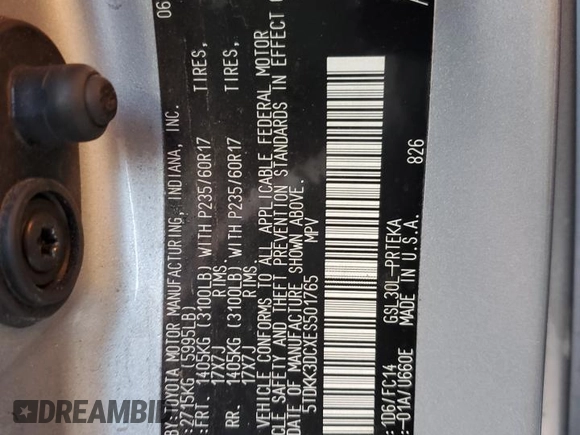 06
BY:TOYOTA MOTOR MANUFACTURING, INDIANA, INC.
:2715KG (5995LB)
:FRT. 1405KG (3100LB) WITH P235/60R17 TIRES,
17X7J RIMS
RR. 1405KG (3100LB) WITH P235/60R17 TIRES,
17X7J RIMS
VEHICLE CONFORMS TO ALL APPLICABLE FEDERAL MOTOR
VEHICLE SAFETY AND THEFT PREVENTION STANDARDS IN EFFECT
DATE OF MANUFACTURE SHOWN ABOVE.
5TDKK3DCXES501765 MPV
826
:1D6/FC14 GSL30L-PRTEKA
:-01A/U660E MADE IN U.S.A.
DREAMBID